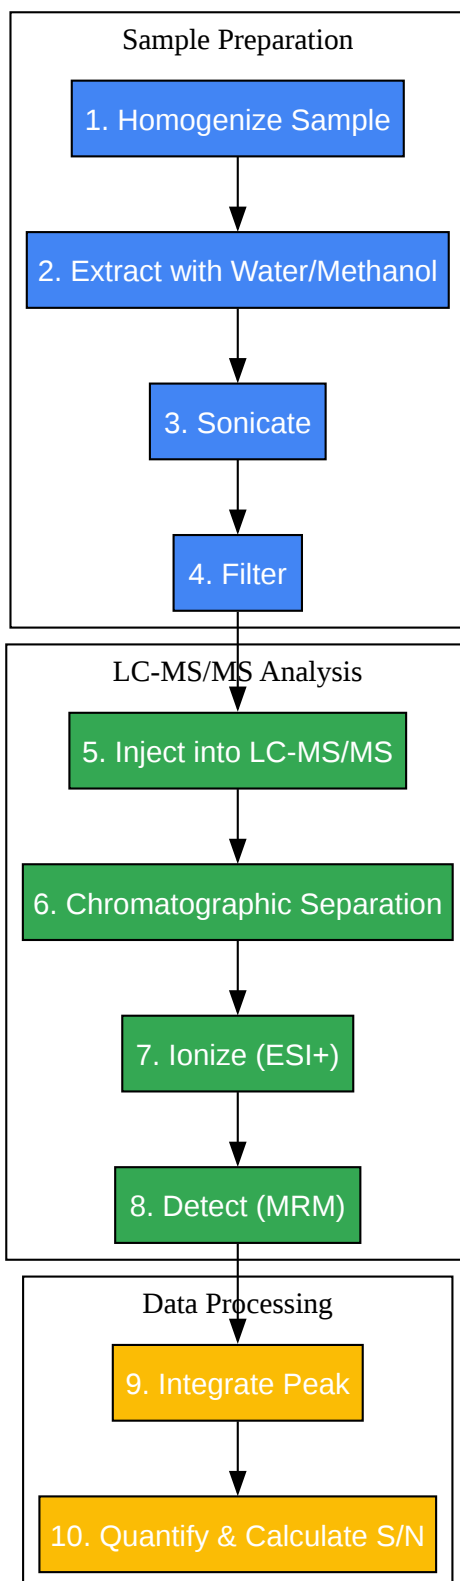 Sample Preparation
1. Homogenize Sample
2. Extract with Water/Methanol
3. Sonicate
4. Filter
LC-MS/MS Analysis
5. Inject into LC-MS/MS
6. Chromatographic Separation
7. Ionize (ESI+)
8. Detect (MRM)
Data Processing
9. Integrate Peak
10. Quantify & Calculate S/N